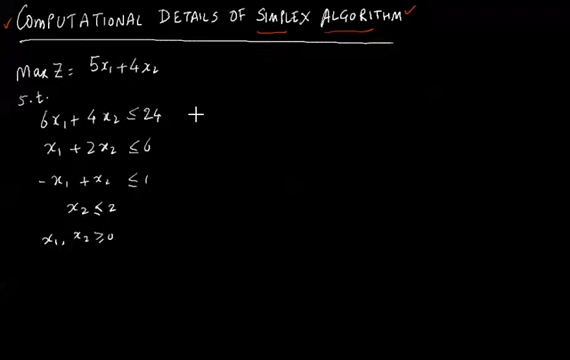 COMPUTATIONAL DETAILS OF SIMPLEX ALGORITHM
Max Z = 5x₁+4x₂
s.t.
6x₁+ 4x₂ ≤ 24
x₁ + 2x₂ ≤ 6
-x₁ + x₂ ≤ 1
x₂ ≤ 2
x₁, x₂ ≥ 0